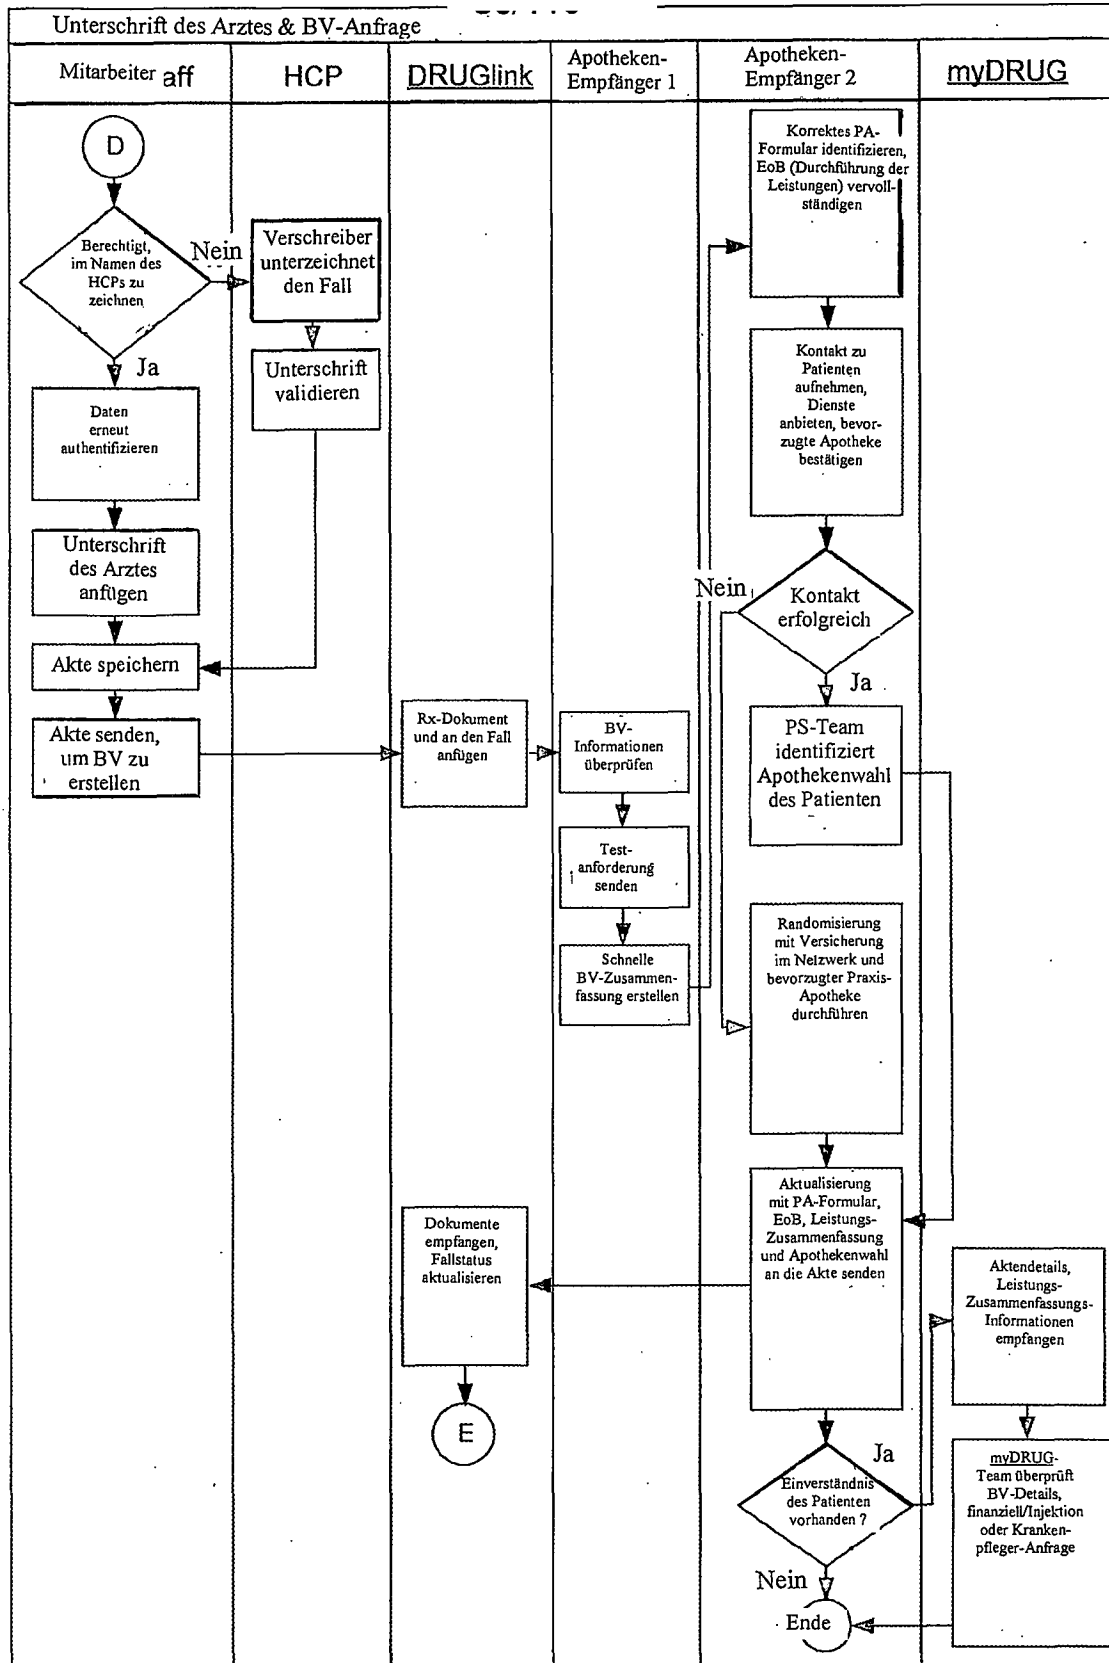 Unterschrift des Arztes & BV-Anfrage
Mitarbeiter aff
HCP
DRUGlink
Apotheken-
Empfänger 1
Apotheken-
Empfänger 2
myDRUG
D
Berechtigt,
im Namen des
HCPs zu
zeichnen
Nein
Ja
Verschreiber
unterzeichnet
den Fall
Unterschrift
validieren
Daten
erneut
authentifizieren
Unterschrift
des Arztes
anfügen
Akte speichern
Akte senden,
um BV zu
erstellen
Rx-Dokument
und an den Fall
anfügen
BV-
Informationen
überprüfen
Test-
anforderung
senden
Schnelle
BV-Zusammen-
fassung erstellen
Korrektes PA-
Formular identifizieren,
EoB (Durchführung der
Leistungen) vervoll-
ständigen
Kontakt zu
Patienten
aufnehmen,
Dienste
anbieten, bevor-
zugte Apotheke
bestätigen
Nein
Kontakt
erfolgreich
Ja
PS-Team
identifiziert
Apothekenwahl
des Patienten
Randomisierung
mit Versicherung
im Netzwerk und
bevorzugter Praxis-
Apotheke
durchführen
Aktualisierung
mit PA-Formular,
EoB, Leistungs-
Zusammenfassung
und Apothekenwahl
an die Akte senden
Dokumente
empfangen,
Fallstatus
aktualisieren
E
Einverständnis
des Patienten
vorhanden ?
Ja
Nein
Ende
Aktendetails,
Leistungs-
Zusammenfassungs-
Informationen
empfangen
myDRUG-
Team überprüft
BV-Details,
finanziell/Injektion
oder Kranken-
pfleger-Anfrage